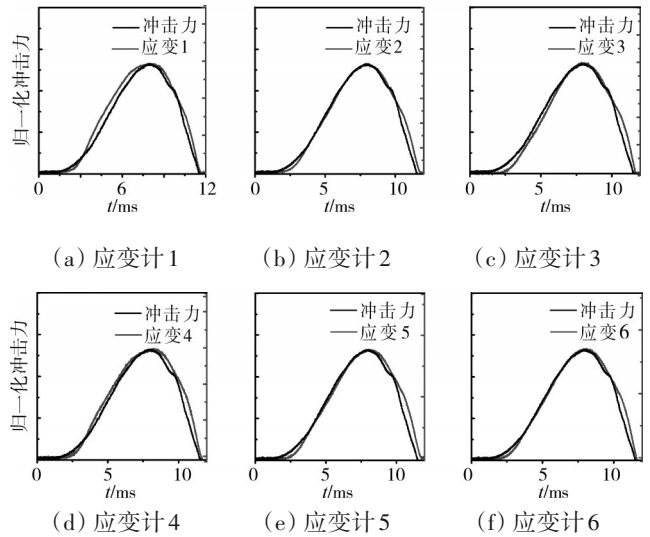 归一化冲击力
冲击力
应变1
0
6
12
t/ms
(a)应变计1
冲击力
应变2
0
5
10
t/ms
(b)应变计2
冲击力
应变3
0
5
10
t/ms
(c)应变计3
归一化冲击力
冲击力
应变4
0
5
10
t/ms
(d)应变计4
冲击力
应变5
0
5
10
t/ms
(e)应变计5
冲击力
应变6
0
5
10
t/ms
(f)应变计6